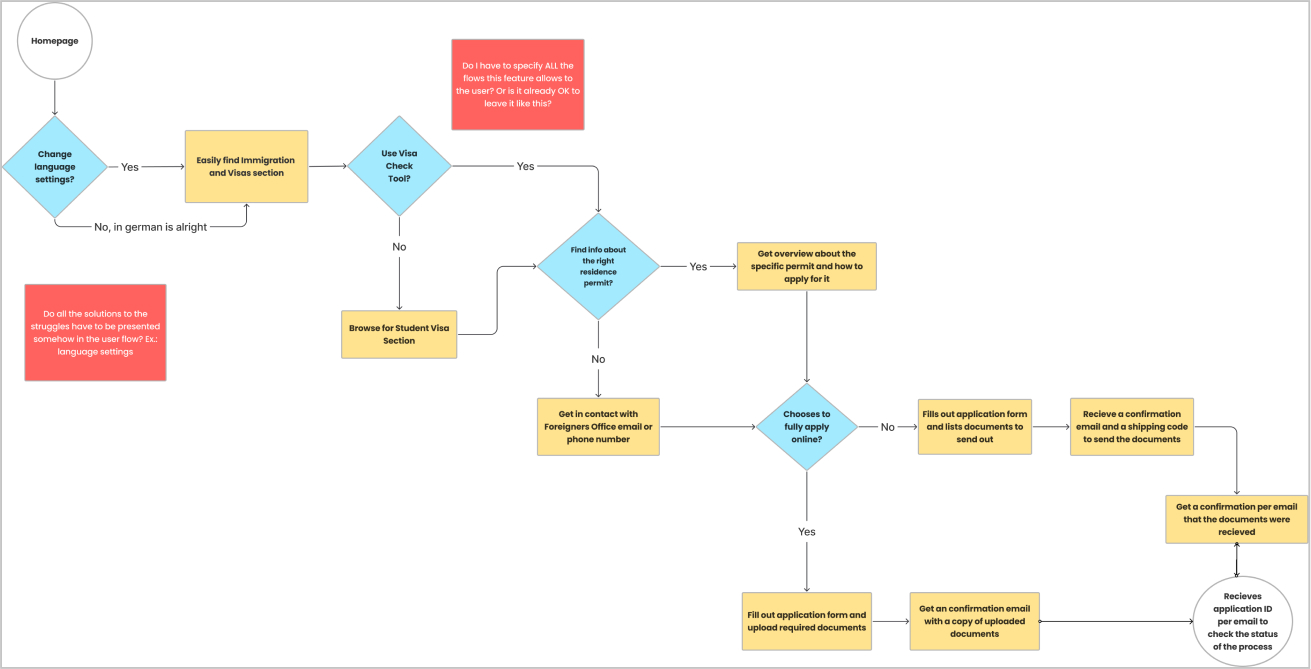 Homepage
Do I have to specify ALL the
flows this feature allows to
the user? Or is it already OK to
leave it like this?
Change
language
settings?
Yes
Easily find Immigration
and Visas section
Use Visa
Check
Tool?
Yes
No, in german is alright
No
Find info about
the right
residence
permit?
Yes
Get overview about the
specific permit and how to
apply for it
Do all the solutions to the
struggles have to be presented
somehow in the user flow? Ex.:
language settings
Browse for Student Visa
Section
No
Get in contact with
Foreigners Office email or
phone number
Chooses to
fully apply
online?
No
Fills out application form
and lists documents to
send out
Recieve a confirmation
email and a shipping code
to send the documents
Get a confirmation per email
that the documents were
recieved
Yes
Fill out application form and
upload required documents
Get an confirmation email
with a copy of uploaded
documents
Recieves
application ID
per email to
check the status
of the process